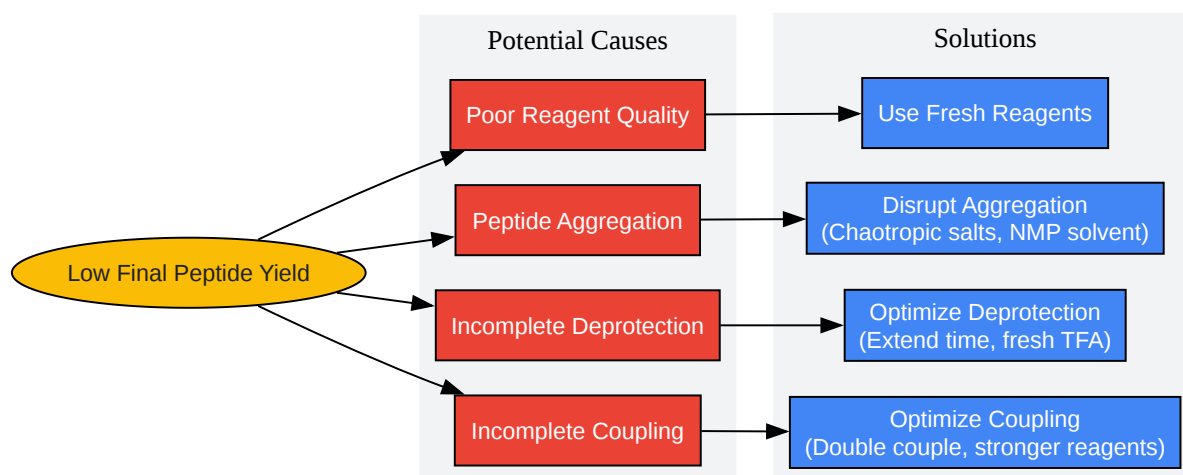 Potential Causes
Solutions
Poor Reagent Quality
Use Fresh Reagents
Peptide Aggregation
Disrupt Aggregation
(Chaotropic salts, NMP solvent)
Low Final Peptide Yield
Incomplete Deprotection
Optimize Deprotection
(Extend time, fresh TFA)
Incomplete Coupling
Optimize Coupling
(Double couple, stronger reagents)